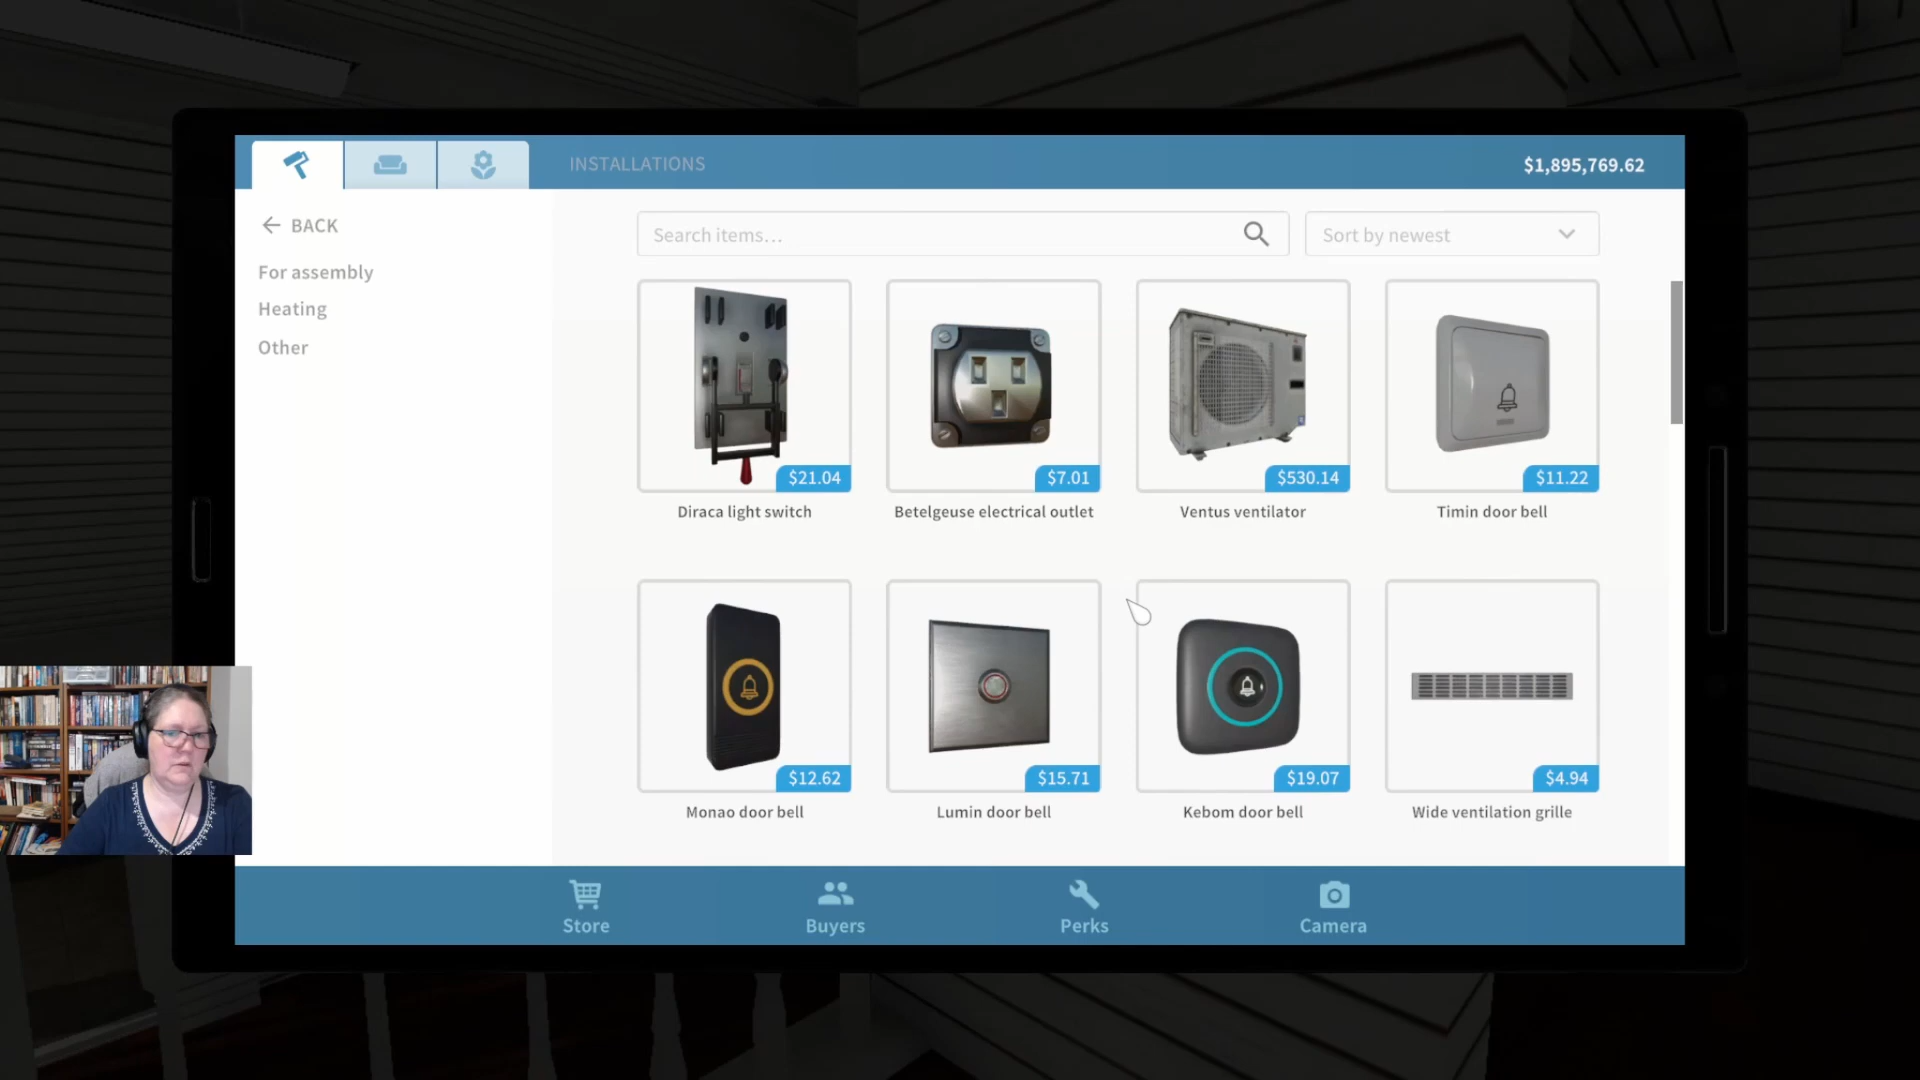 INSTALLATIONS
$1,895,769.62
BACK
For assembly
Heating
Other
Search items...
Sort by newest
$21.04
$7.01
$530.14
$11.22
Diraca light switch
Betelgeuse electrical outlet
Ventus ventilator
Timin door bell
$12.62
$15.71
$19.07
$4.94
Monao door bell
Lumin door bell
Kebom door bell
Wide ventilation grille
Store
Buyers
Perks
Camera